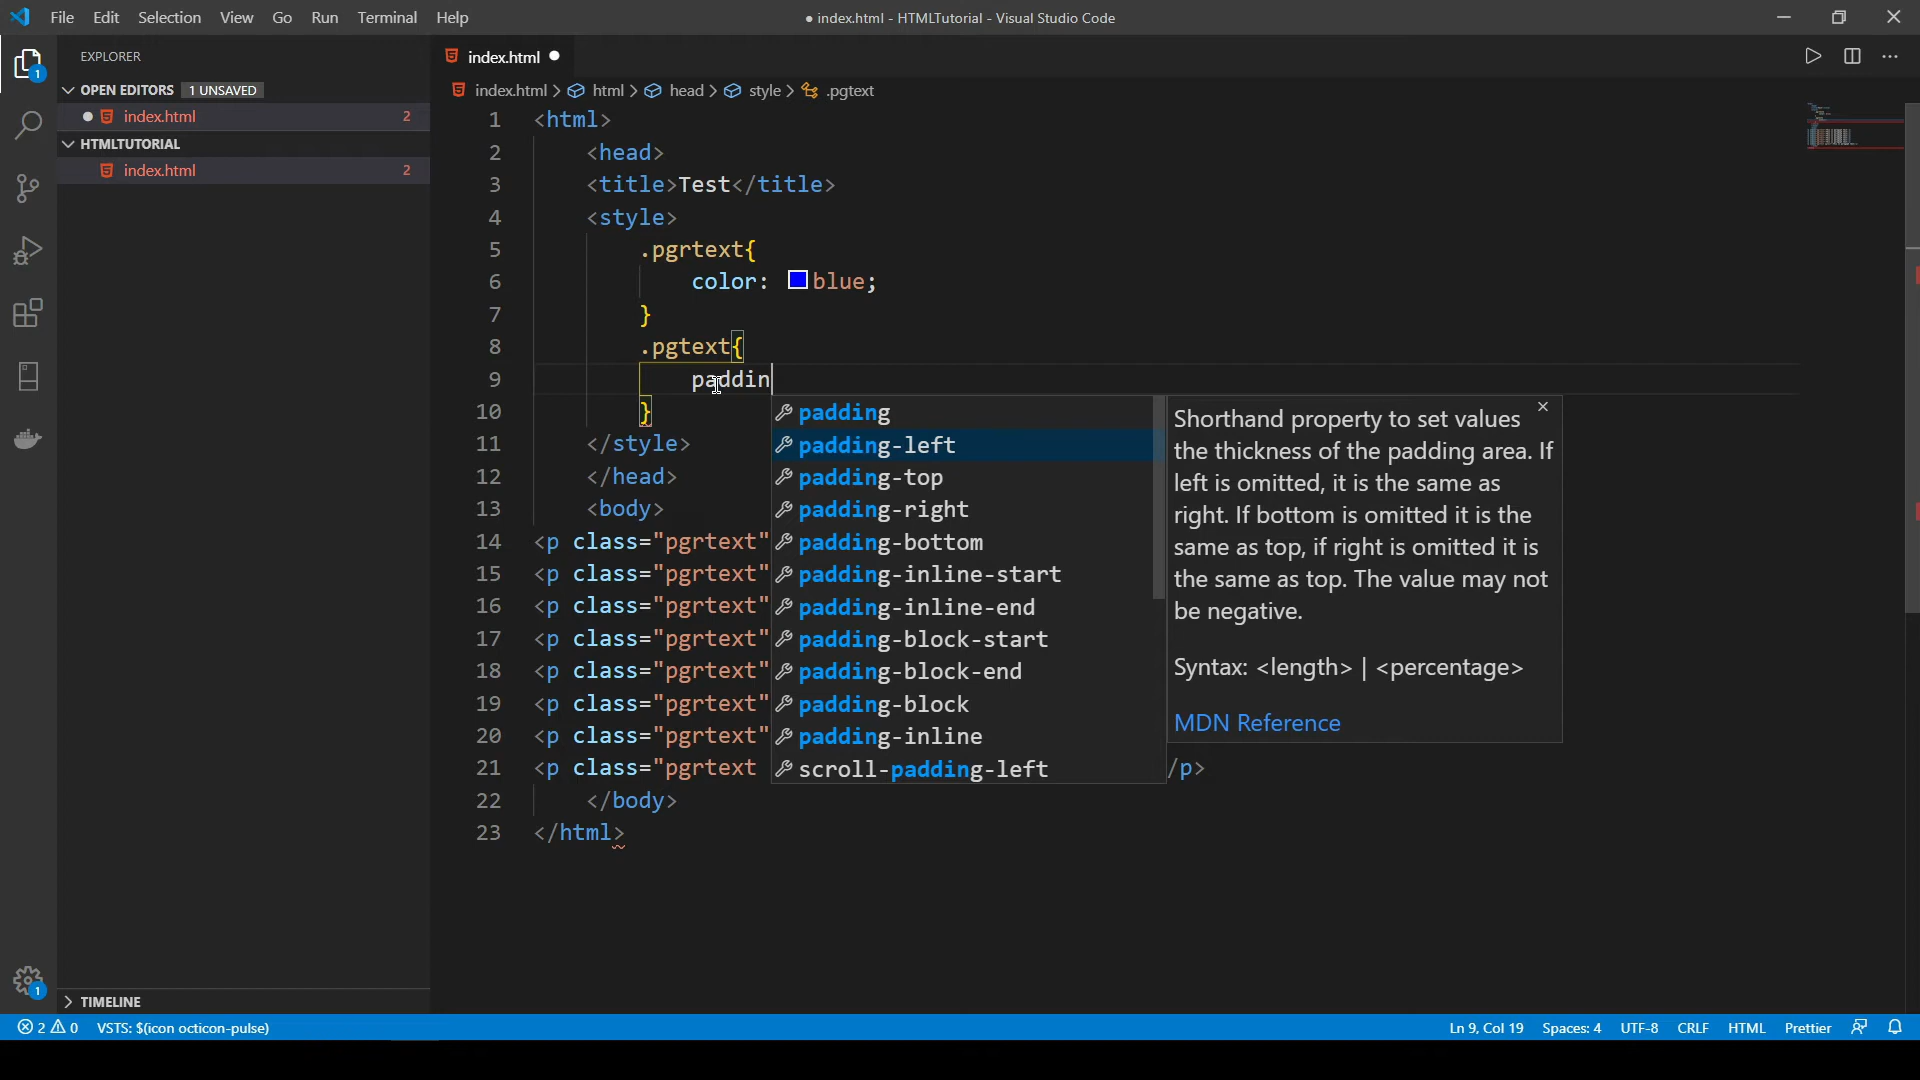 File Edit Selection View Go Run Terminal Help
● index.html - HTMLTutorial - Visual Studio Code
EXPLORER
OPEN EDITORS 1 UNSAVED
index.html 2
HTMLTUTORIAL
index.html 2
TIMELINE
index.html
index.html > html > head > style > .pgtext
1 <html>
2 <head>
3 <title>Test</title>
4 <style>
5 .pgrtext{
6 color: blue;
7 }
8 .pgtext{
9 paddin
10 }
11 </style>
12 </head>
13 <body>
14 <p class="pgrtext"
15 <p class="pgrtext"
16 <p class="pgrtext"
17 <p class="pgrtext"
18 <p class="pgrtext"
19 <p class="pgrtext"
20 <p class="pgrtext"
21 <p class="pgrtext /p>
22 </body>
23 </html>
padding
padding-left
padding-top
padding-right
padding-bottom
padding-inline-start
padding-inline-end
padding-block-start
padding-block-end
padding-block
padding-inline
scroll-padding-left
Shorthand property to set values
the thickness of the padding area. If
left is omitted, it is the same as
right. If bottom is omitted it is the
same as top, if right is omitted it is
the same as top. The value may not
be negative.
Syntax: <length> | <percentage>
MDN Reference
1
1
2 0 VSTS: $(icon octicon-pulse)
Ln 9, Col 19 Spaces: 4 UTF-8 CRLF HTML Prettier